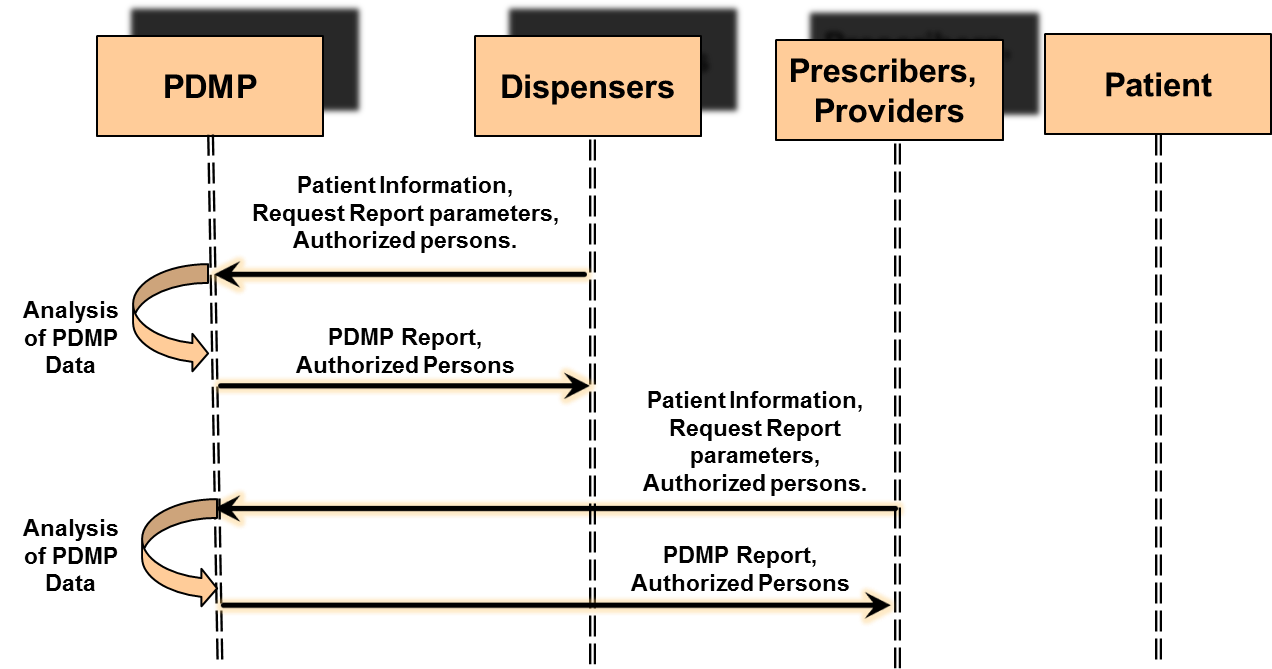 PDMP
Dispensers
Prescribers,
Providers
Patient
Patient Information,
Request Report parameters,
Authorized persons.
Analysis
of PDMP
Data
PDMP Report,
Authorized Persons
Patient Information,
Request Report
parameters,
Authorized persons.
Analysis
of PDMP
Data
PDMP Report,
Authorized Persons